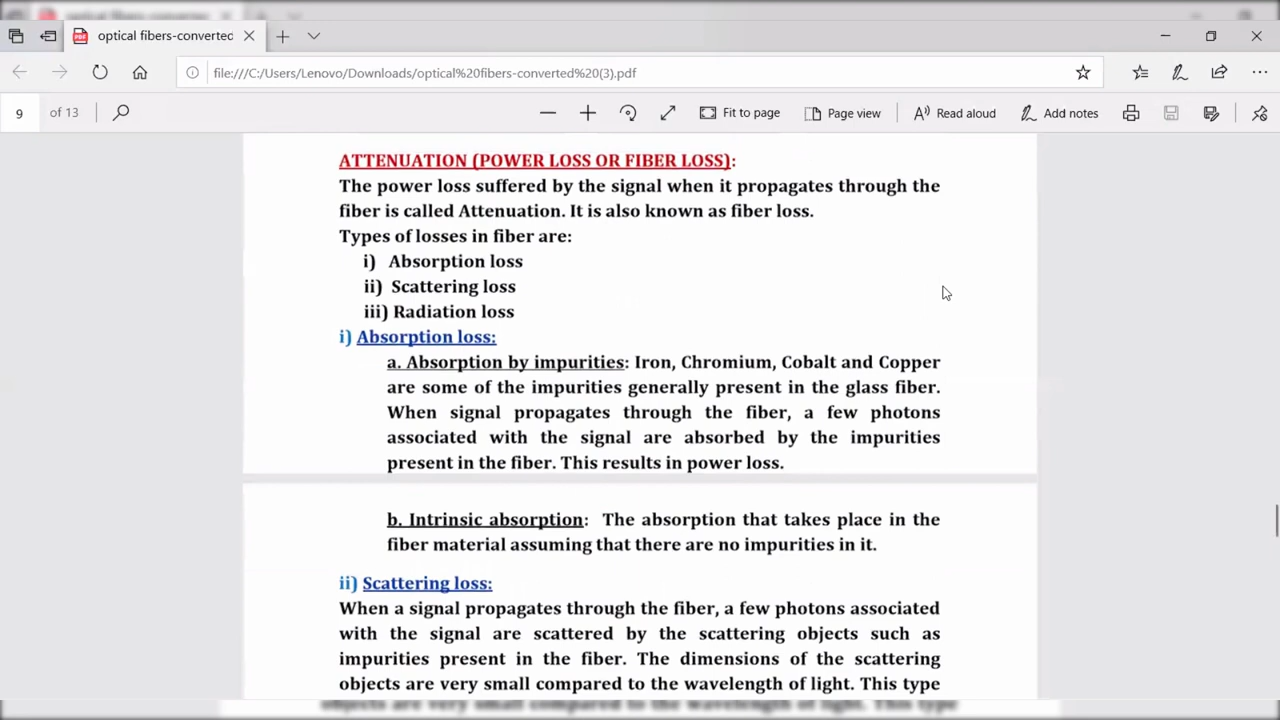 optical fibers-converted
file:///C:/Users/Lenovo/Downloads/optical%20fibers-converted%20(3).pdf
9 of 13 Fit to page Page view Read aloud Add notes
ATTENUATION (POWER LOSS OR FIBER LOSS):
The power loss suffered by the signal when it propagates through the
fiber is called Attenuation. It is also known as fiber loss.
Types of losses in fiber are:
i) Absorption loss
ii) Scattering loss
iii) Radiation loss
i) Absorption loss:
a. Absorption by impurities: Iron, Chromium, Cobalt and Copper
are some of the impurities generally present in the glass fiber.
When signal propagates through the fiber, a few photons
associated with the signal are absorbed by the impurities
present in the fiber. This results in power loss.
b. Intrinsic absorption: The absorption that takes place in the
fiber material assuming that there are no impurities in it.
ii) Scattering loss:
When a signal propagates through the fiber, a few photons associated
with the signal are scattered by the scattering objects such as
impurities present in the fiber. The dimensions of the scattering
objects are very small compared to the wavelength of light. This type